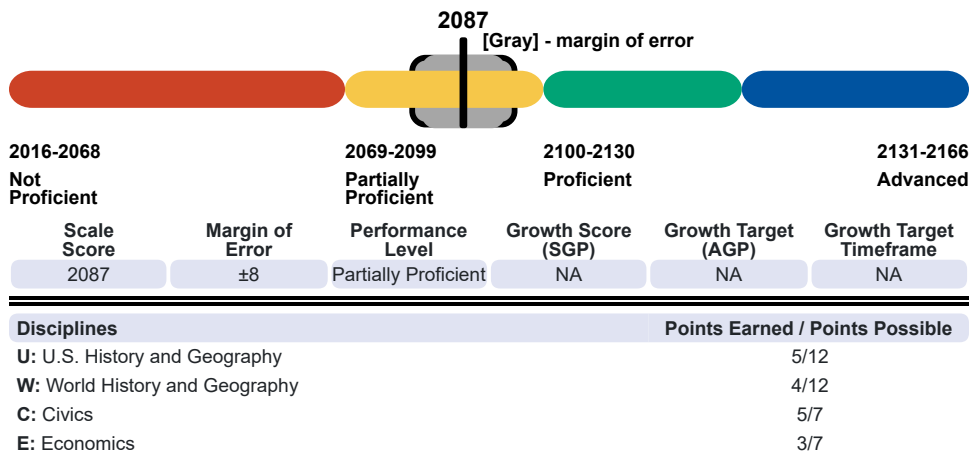 2087
[Gray] - margin of error
2016-2068 2069-2099 2100-2130 2131-2166
Not Partially Proficient Advanced
Proficient Proficient
Scale Margin of Performance Growth Score Growth Target Growth Target
Score Error Level (SGP) (AGP) Timeframe
2087 ±8 Partially Proficient NA NA NA
Disciplines Points Earned / Points Possible
U: U.S. History and Geography 5/12
W: World History and Geography 4/12
C: Civics 5/7
E: Economics 3/7